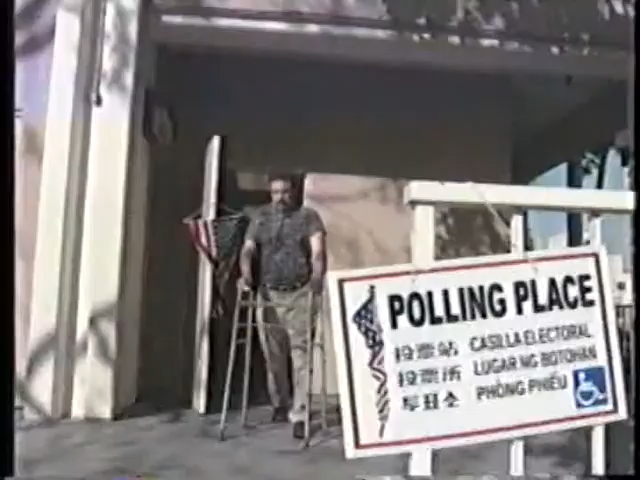 POLLING PLACE
投票站 CASILLA ELECTORAL
投票所 LUGAR NG BOTOHAN
투표소 PHÒNG PHIẾU